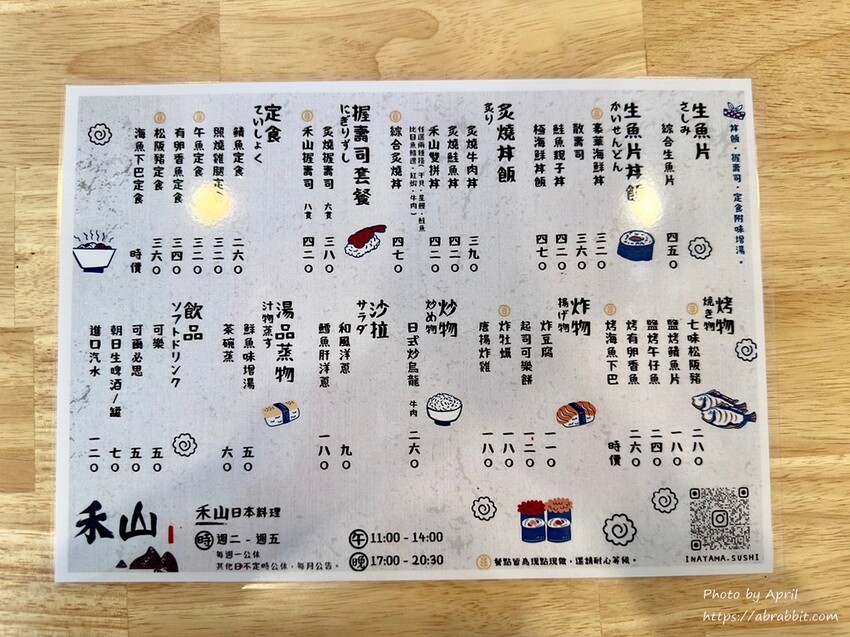 丼飯、握壽司、定食附味增湯。
生魚片
さしみ
綜合生魚片 四五〇
生魚片丼飯
かいせんどん
豪華海鮮丼 三二〇
散壽司 三六〇
鮭魚親子丼 四二〇
極海鮮丼飯 四七〇
炙燒丼飯
炙り
炙燒牛肉丼 三九〇
炙燒鮭魚丼 四二〇
禾山雙拼丼 四二〇
任選兩種搭(干貝、星鰻、鮭魚
比目魚鰭邊、紅蝦、牛肉)
綜合炙燒丼 四七〇
握壽司套餐
にぎりずし
炙燒握壽司 六貫 三八〇
禾山握壽司 八貫 四二〇
定食
ていしょく
鯖魚定食 二六〇
照燒雞腿定 三二〇
午魚定食 三二〇
有卵香魚定食 三四〇
松阪豬定食 三六〇
海魚下巴定食 時價
烤物
焼き物
七味松阪豬 二八〇
鹽烤鯖魚片 一八〇
鹽烤午仔魚 二四〇
烤有卵香魚 二六〇
烤海魚下巴 時價
炸物
揚げ物
炸豆腐 一一〇
起司可樂餅 一二〇
炸牡蠣 一八〇
唐揚炸雞 一八〇
炒物
炒め物
日式炒烏龍 牛肉 二六〇
沙拉
サラダ
和風洋蔥 九〇
鱈魚肝洋蔥 一八〇
湯品蒸物
汁物蒸す
鮮魚味增湯 五〇
茶碗蒸 六〇
飲品
ソフトドリンク
可樂 五〇
可爾必思 五〇
朝日生啤酒/罐 七〇
進口汽水 一二〇
禾山
禾山日本料理
時 週二 - 週五
每週一公休
其他日不定時公休，每月公告。
午 11:00 - 14:00
晚 17:00 - 20:30
餐點皆為現點現做，還請耐心等候。
INAYAMA.SUSHI
Photo by April
https://abrabbit.com